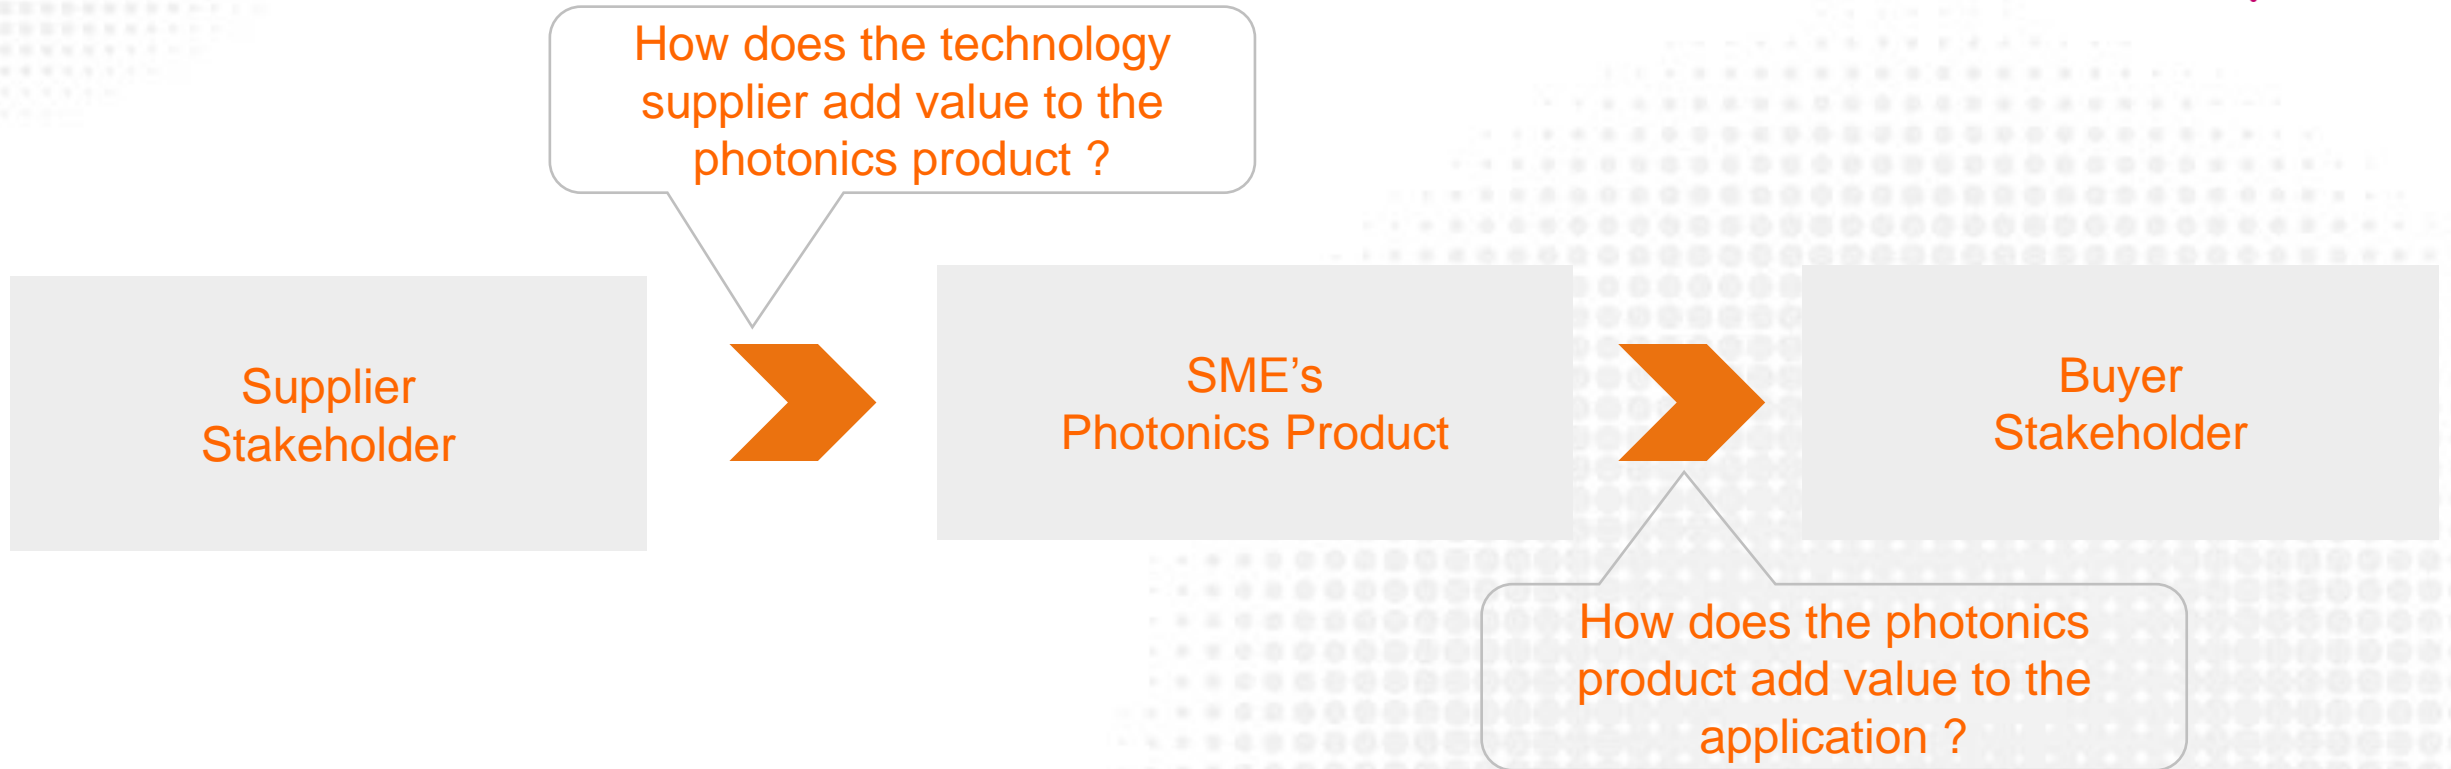 How does the technology
supplier add value to the
photonics product ?
Supplier
Stakeholder
SME’s
Photonics Product
Buyer
Stakeholder
How does the photonics
product add value to the
application ?